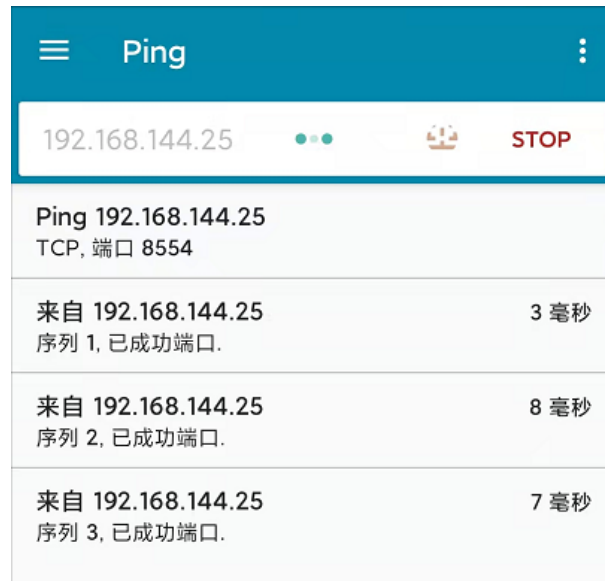 Ping
192.168.144.25
STOP
Ping 192.168.144.25
TCP, 端口 8554
来自 192.168.144.25
3 毫秒
序列 1, 已成功端口.
来自 192.168.144.25
8 毫秒
序列 2, 已成功端口.
来自 192.168.144.25
7 毫秒
序列 3, 已成功端口.